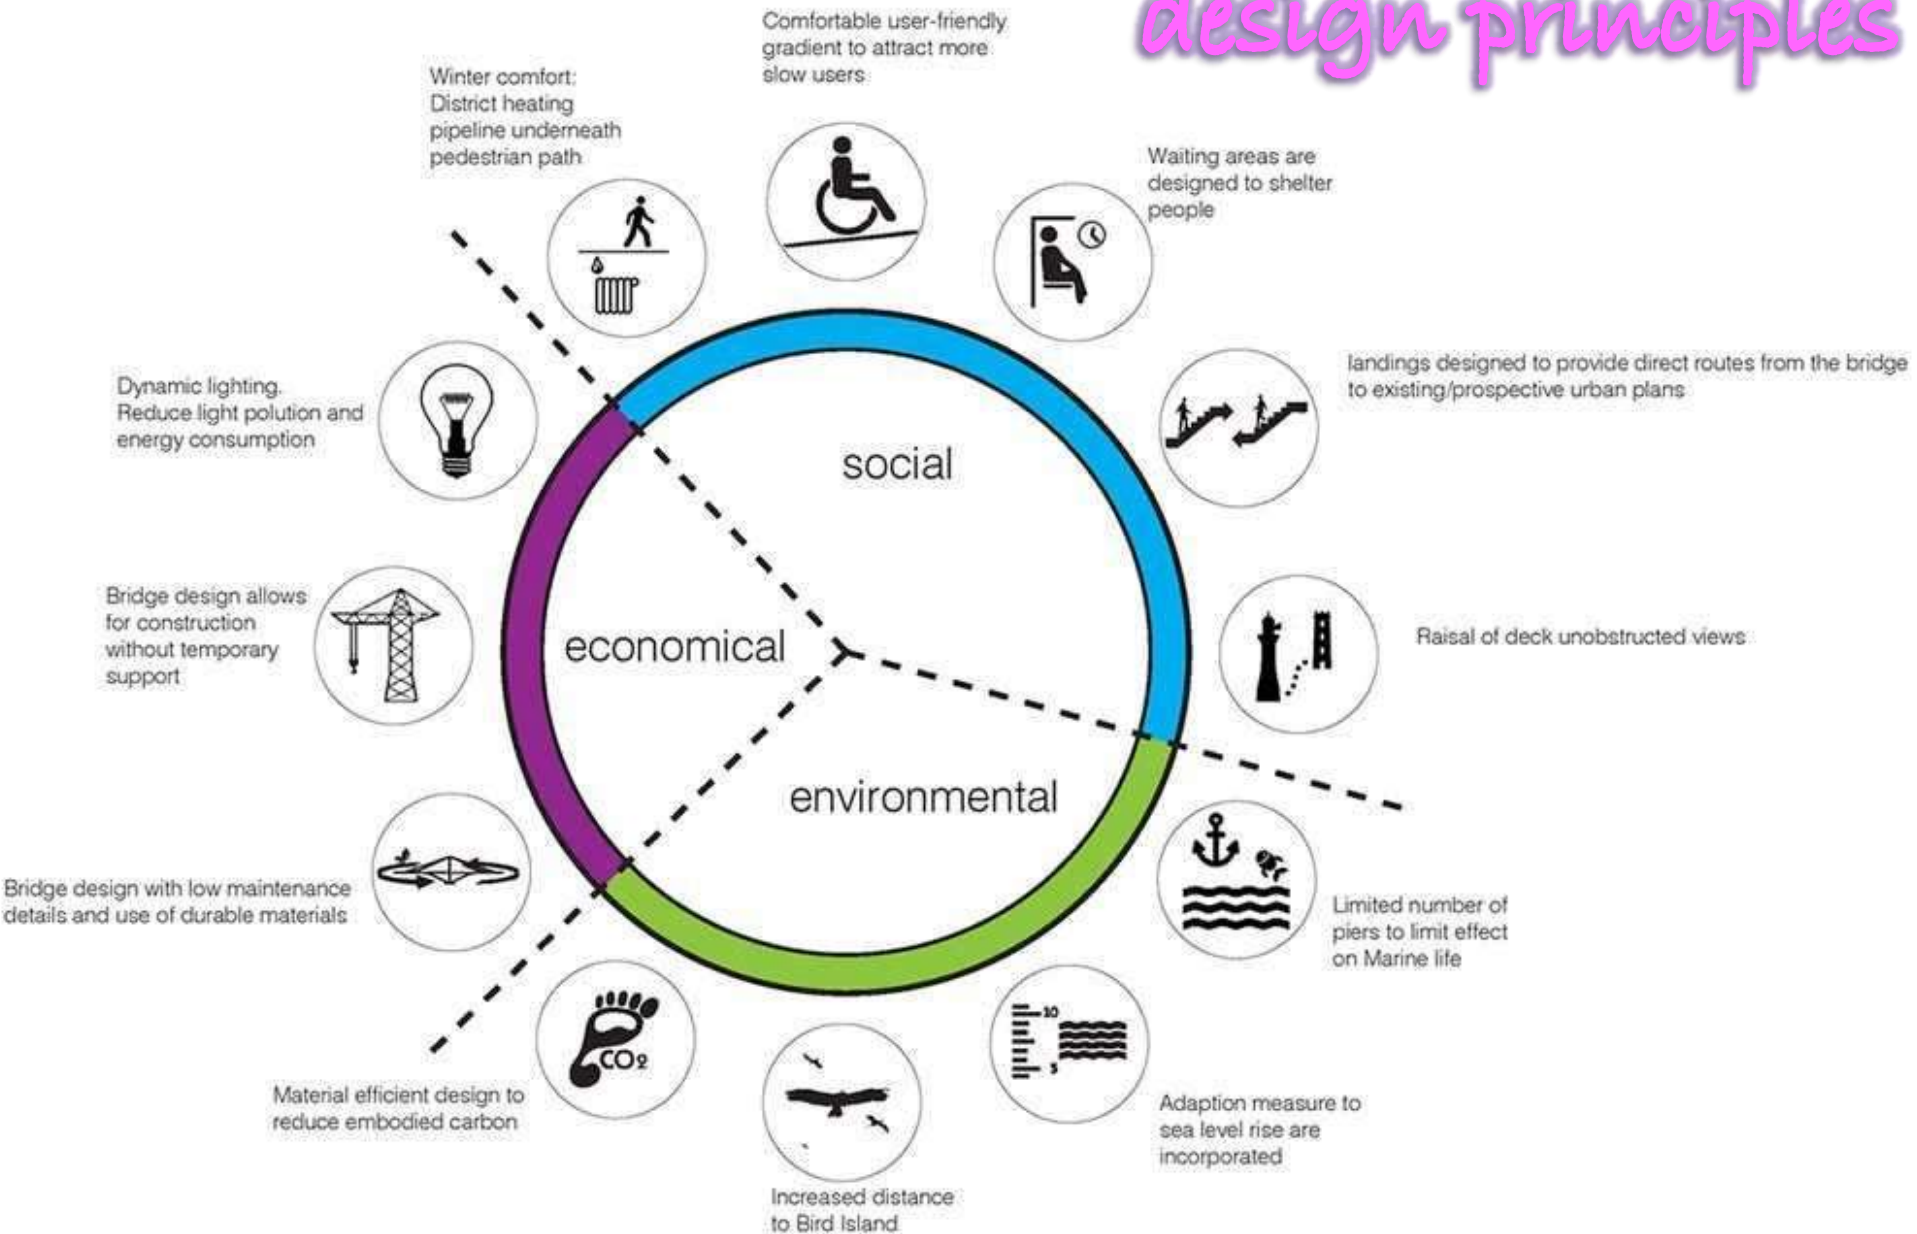 design principles
Comfortable user-friendly
gradient to attract more
slow users
Winter comfort:
District heating
pipeline underneath
pedestrian path
Waiting areas are
designed to shelter
people
landings designed to provide direct routes from the bridge
to existing/prospective urban plans
Dynamic lighting.
Reduce light polution and
energy consumption
social
Bridge design allows
for construction
without temporary
support
economical
Raisal of deck unobstructed views
environmental
Bridge design with low maintenance
details and use of durable materials
Limited number of
piers to limit effect
on Marine life
CO2
10
5
Material efficient design to
reduce embodied carbon
Adaption measure to
sea level rise are
incorporated
Increased distance
to Bird Island